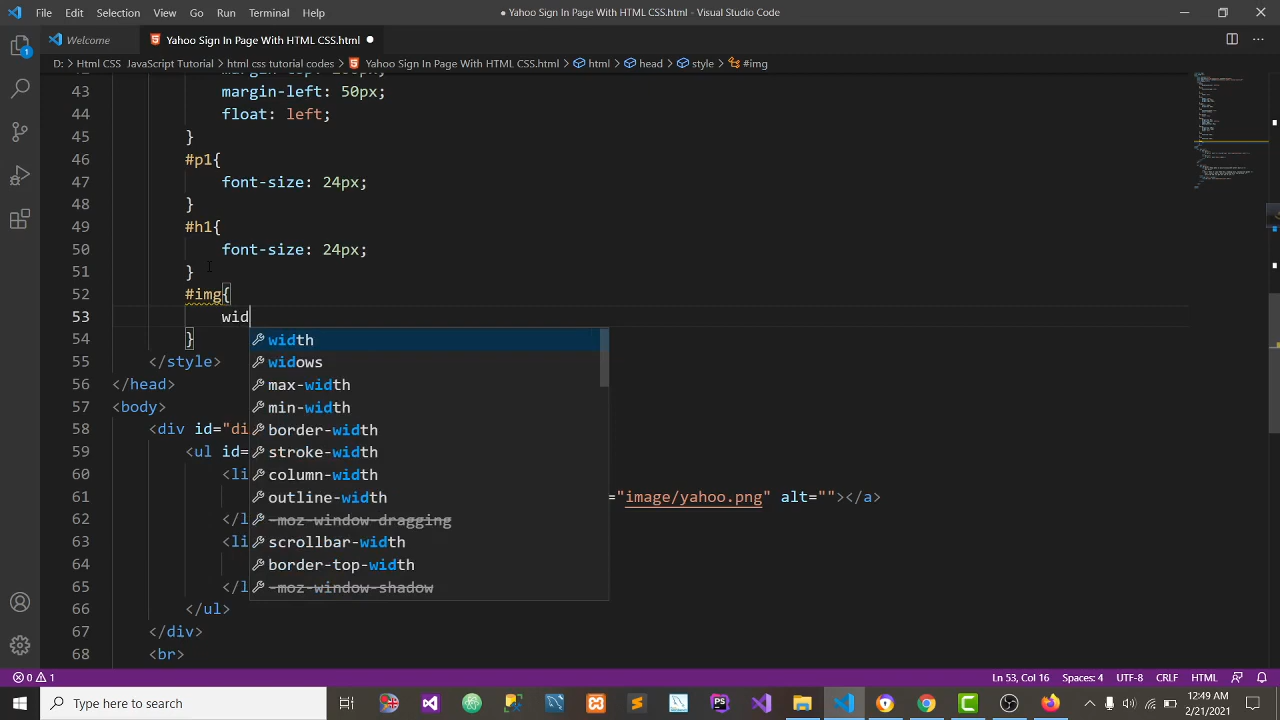 File Edit Selection View Go Run Terminal Help
● Yahoo Sign In Page With HTML CSS.html - Visual Studio Code
Welcome
Yahoo Sign In Page With HTML CSS.html ●
D: > Html CSS JavaScript Tutorial > html css tutorial codes > Yahoo Sign In Page With HTML CSS.html > html > head > style > #img
43 margin-left: 50px;
44 float: left;
45 }
46 #p1{
47 font-size: 24px;
48 }
49 #h1{
50 font-size: 24px;
51 }
52 #img{
53 wid
width
54 }
widows
55 </style>
max-width
56 </head>
min-width
57 <body>
border-width
58 <div id="di
stroke-width
59 <ul id=
column-width
60 <li
outline-width
61 ="image/yahoo.png" alt=""></a>
-moz-window-dragging
62 </l
scrollbar-width
63 <li
border-top-width
64
-moz-window-shadow
65 </l
66 </ul>
67 </div>
68 <br>
0 1
Ln 53, Col 16 Spaces: 4 UTF-8 CRLF HTML
Type here to search
12:49 AM
2/21/2021